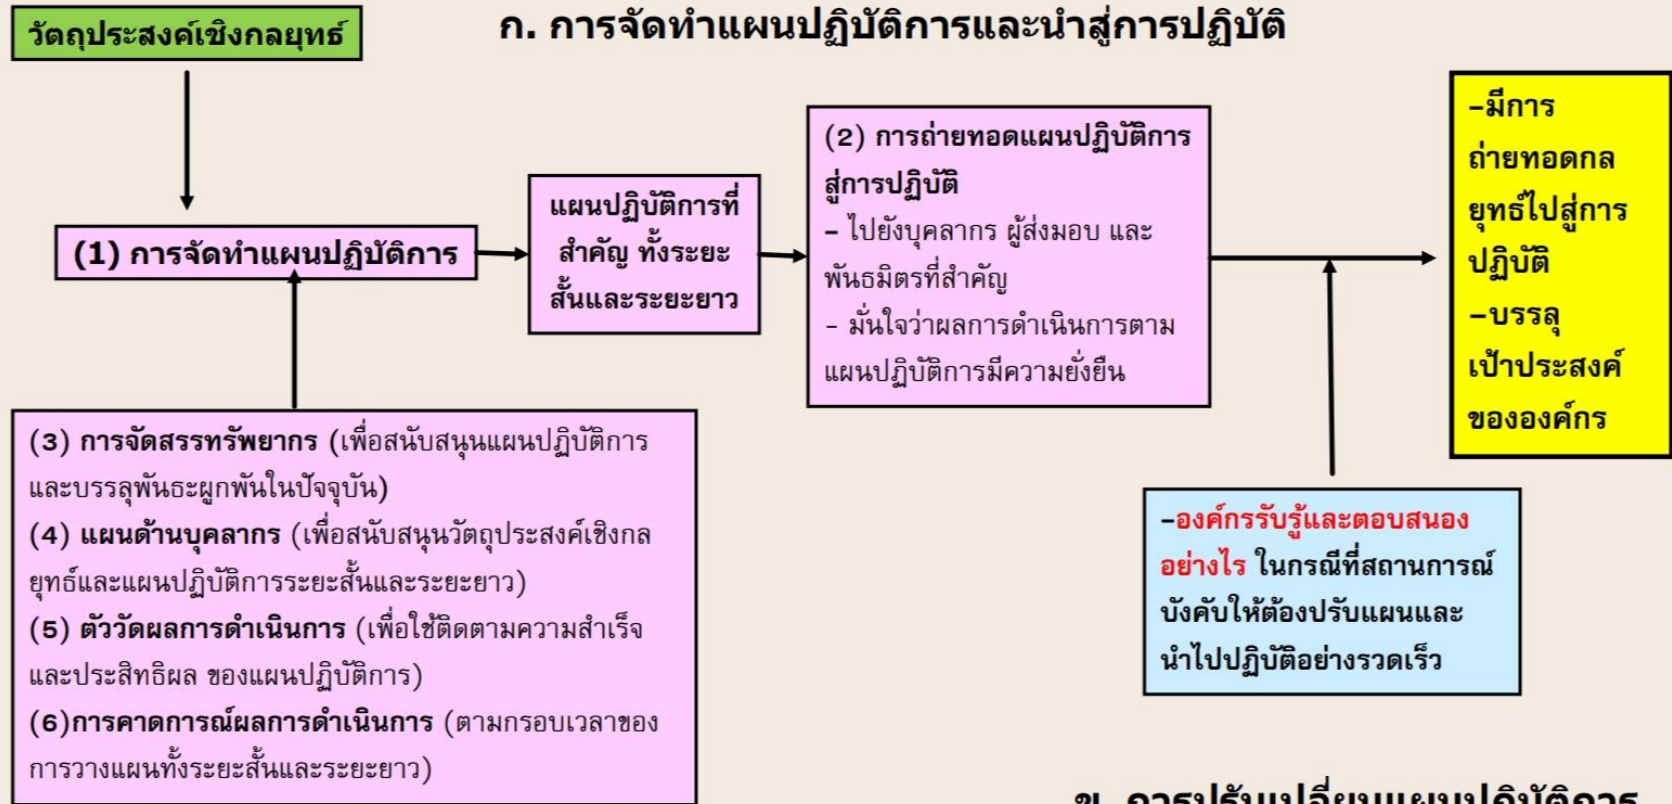 ก. การจัดทำแผนปฏิบัติการและนำสู่การปฏิบัติ
วัตถุประสงค์เชิงกลยุทธ์
(1) การจัดทำแผนปฏิบัติการ
แผนปฏิบัติการที่
สำคัญ ทั้งระยะ
สั้นและระยะยาว
(2) การถ่ายทอดแผนปฏิบัติการ
สู่การปฏิบัติ
– ไปยังบุคลากร ผู้ส่งมอบ และ
พันธมิตรที่สำคัญ
- มั่นใจว่าผลการดำเนินการตาม
แผนปฏิบัติการมีความยั่งยืน
–มีการ
ถ่ายทอดกล
ยุทธ์ไปสู่การ
ปฏิบัติ
–บรรลุ
เป้าประสงค์
ขององค์กร
(3) การจัดสรรทรัพยากร (เพื่อสนับสนุนแผนปฏิบัติการ
และบรรลุพันธะผูกพันในปัจจุบัน)
(4) แผนด้านบุคลากร (เพื่อสนับสนุนวัตถุประสงค์เชิงกล
ยุทธ์และแผนปฏิบัติการระยะสั้นและระยะยาว)
(5) ตัววัดผลการดำเนินการ (เพื่อใช้ติดตามความสำเร็จ
และประสิทธิผล ของแผนปฏิบัติการ)
(6)การคาดการณ์ผลการดำเนินการ (ตามกรอบเวลาของ
การวางแผนทั้งระยะสั้นและระยะยาว)
–องค์กรรับรู้และตอบสนอง
อย่างไร ในกรณีที่สถานการณ์
บังคับให้ต้องปรับแผนและ
นำไปปฏิบัติอย่างรวดเร็ว
ข. การปรับเปลี่ยนแผนปฏิบัติการ